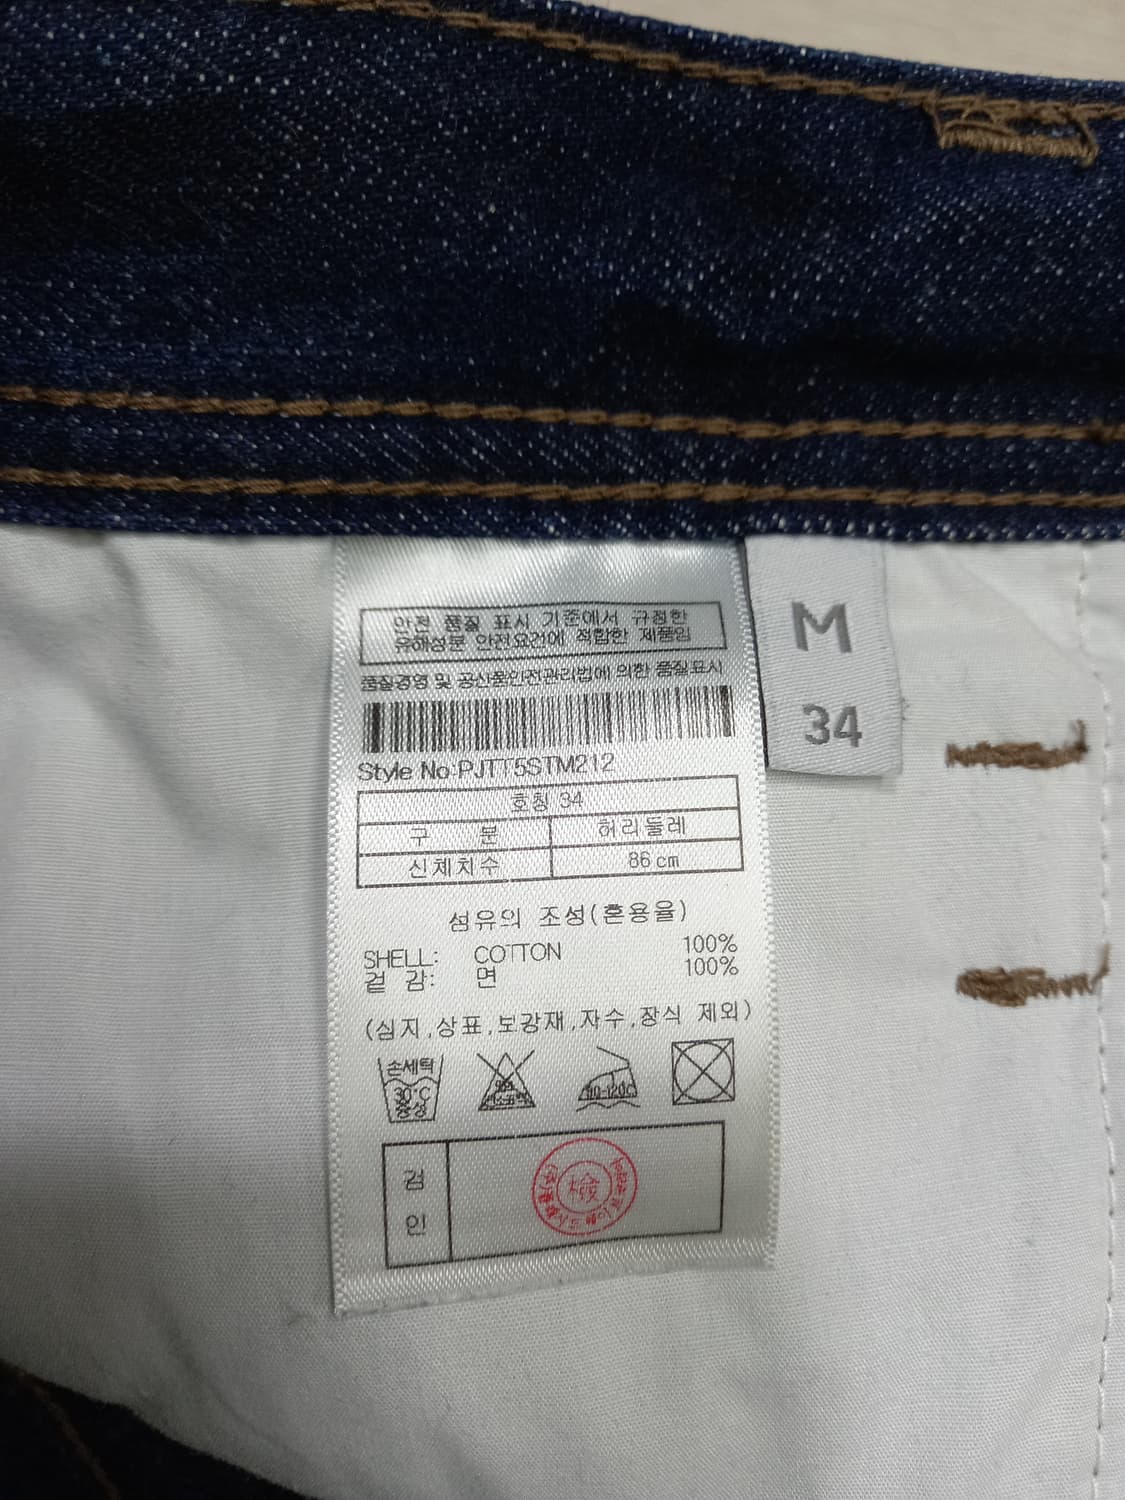 안전 품질 표시 기준에서 규정한
유해성분 안전요건에 적합한 제품임
품질경영 및 공산품안전관리법에 의한 품질표시
Style No:PJTT5STM212
호칭 34
구 분 허리둘레
신체치수 86cm
섬유의 조성(혼용율)
SHELL: COTTON 100%
겉 감: 면 100%
(심지,상표,보강재,자수,장식 제외)
손세탁
30°C
중성
80-120C
검
인
檢
M
34